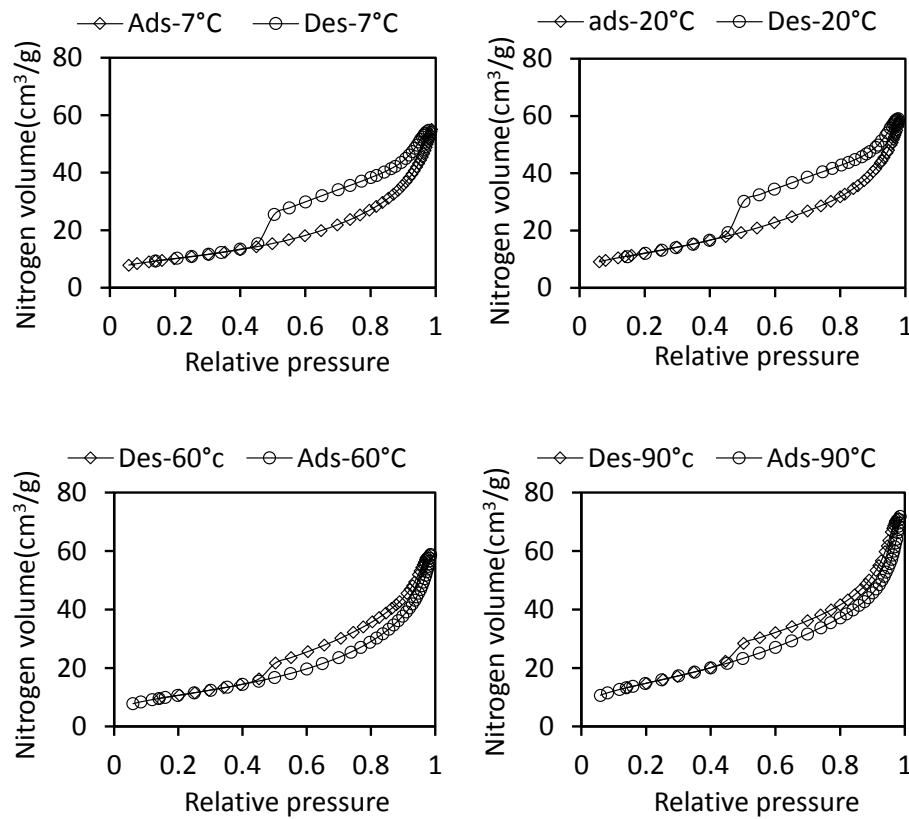 Ads-7°C Des-7°C
Nitrogen volume(cm³/g)
80
60
40
20
0
0 0.2 0.4 0.6 0.8 1
Relative pressure
ads-20°C Des-20°C
Nitrogen volume(cm³/g)
80
60
40
20
0
0 0.2 0.4 0.6 0.8 1
Relative pressure
Des-60°c Ads-60°C
Nitrogen volume(cm³/g)
80
60
40
20
0
0 0.2 0.4 0.6 0.8 1
Relative pressure
Des-90°c Ads-90°C
Nitrogen volume(cm³/g)
80
60
40
20
0
0 0.2 0.4 0.6 0.8 1
Relative pressure